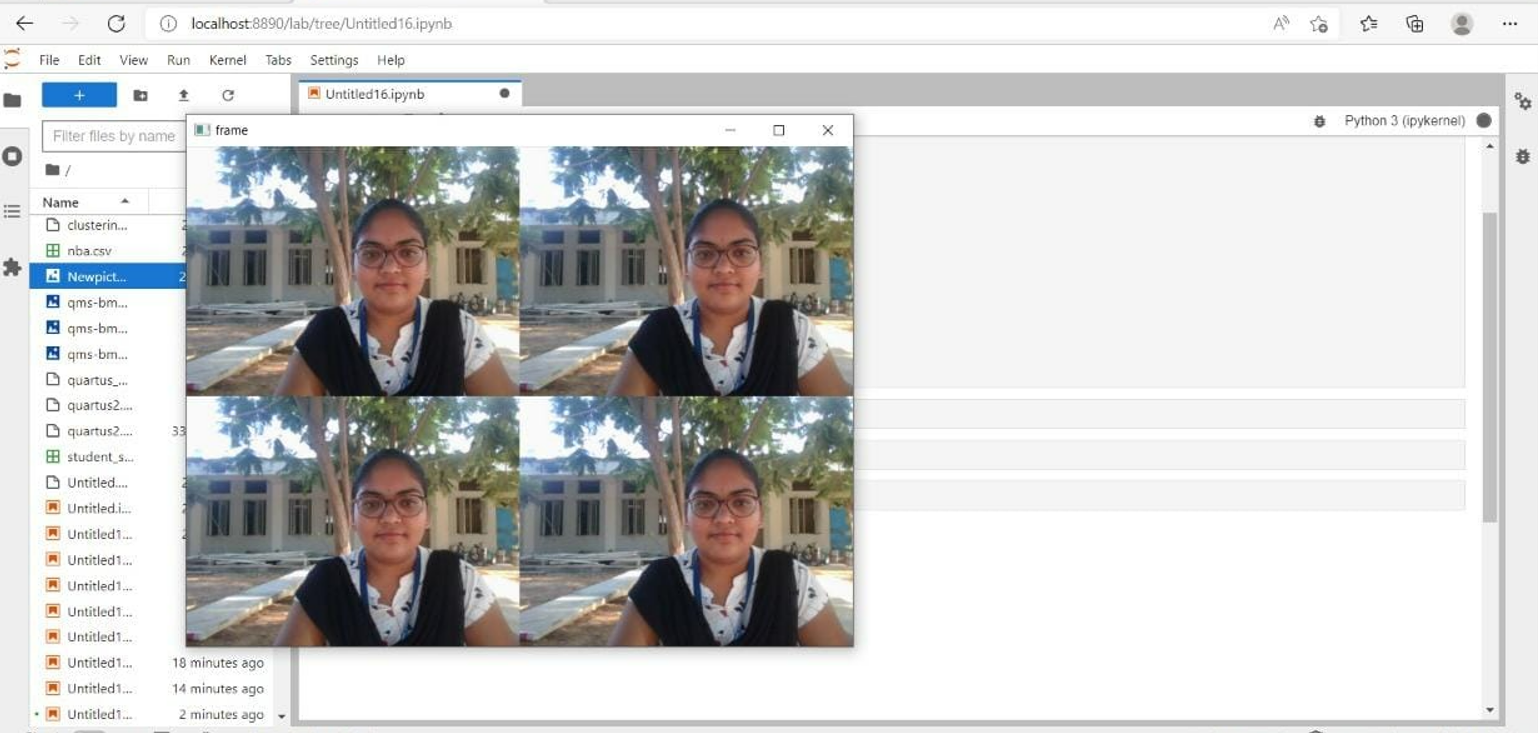 localhost:8890/lab/tree/Untitled16.ipynb
File Edit View Run Kernel Tabs Settings Help
Untitled16.ipynb
Filter files by name
frame
Python 3 (ipykernel)
/
Name
clusterin...
nba.csv
Newpict...
qms-bm...
qms-bm...
qms-bm...
quartus_...
quartus2....
quartus2.... 33
student_s...
Untitled....
Untitled.i...
Untitled1...
Untitled1...
Untitled1...
Untitled1...
Untitled1...
Untitled1... 18 minutes ago
Untitled1... 14 minutes ago
Untitled1... 2 minutes ago